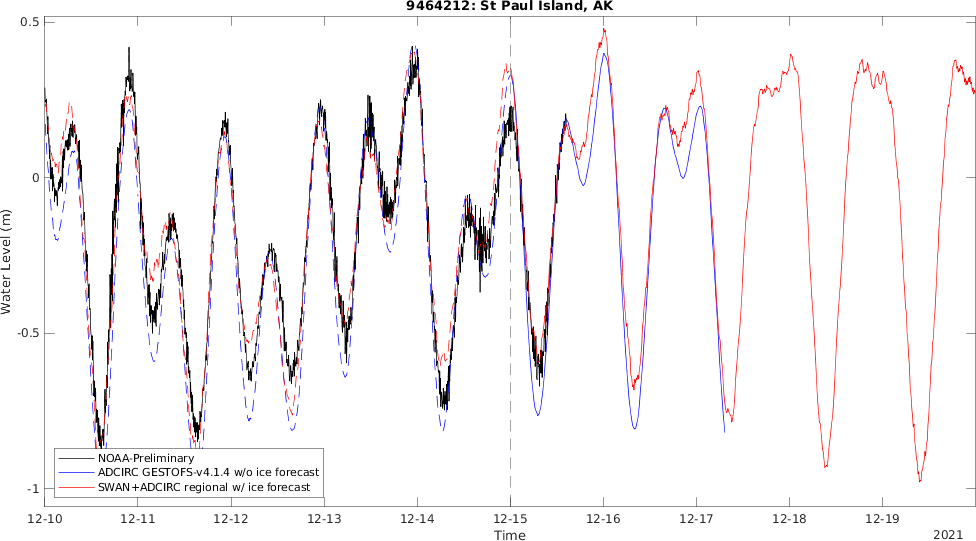 9464212: St Paul Island, AK
0.5
0
-0.5
-1
Water Level (m)
NOAA-Preliminary
ADCIRC GESTOFS-v4.1.4 w/o ice forecast
SWAN+ADCIRC regional w/ ice forecast
12-10 12-11 12-12 12-13 12-14 12-15 12-16 12-17 12-18 12-19
Time
2021